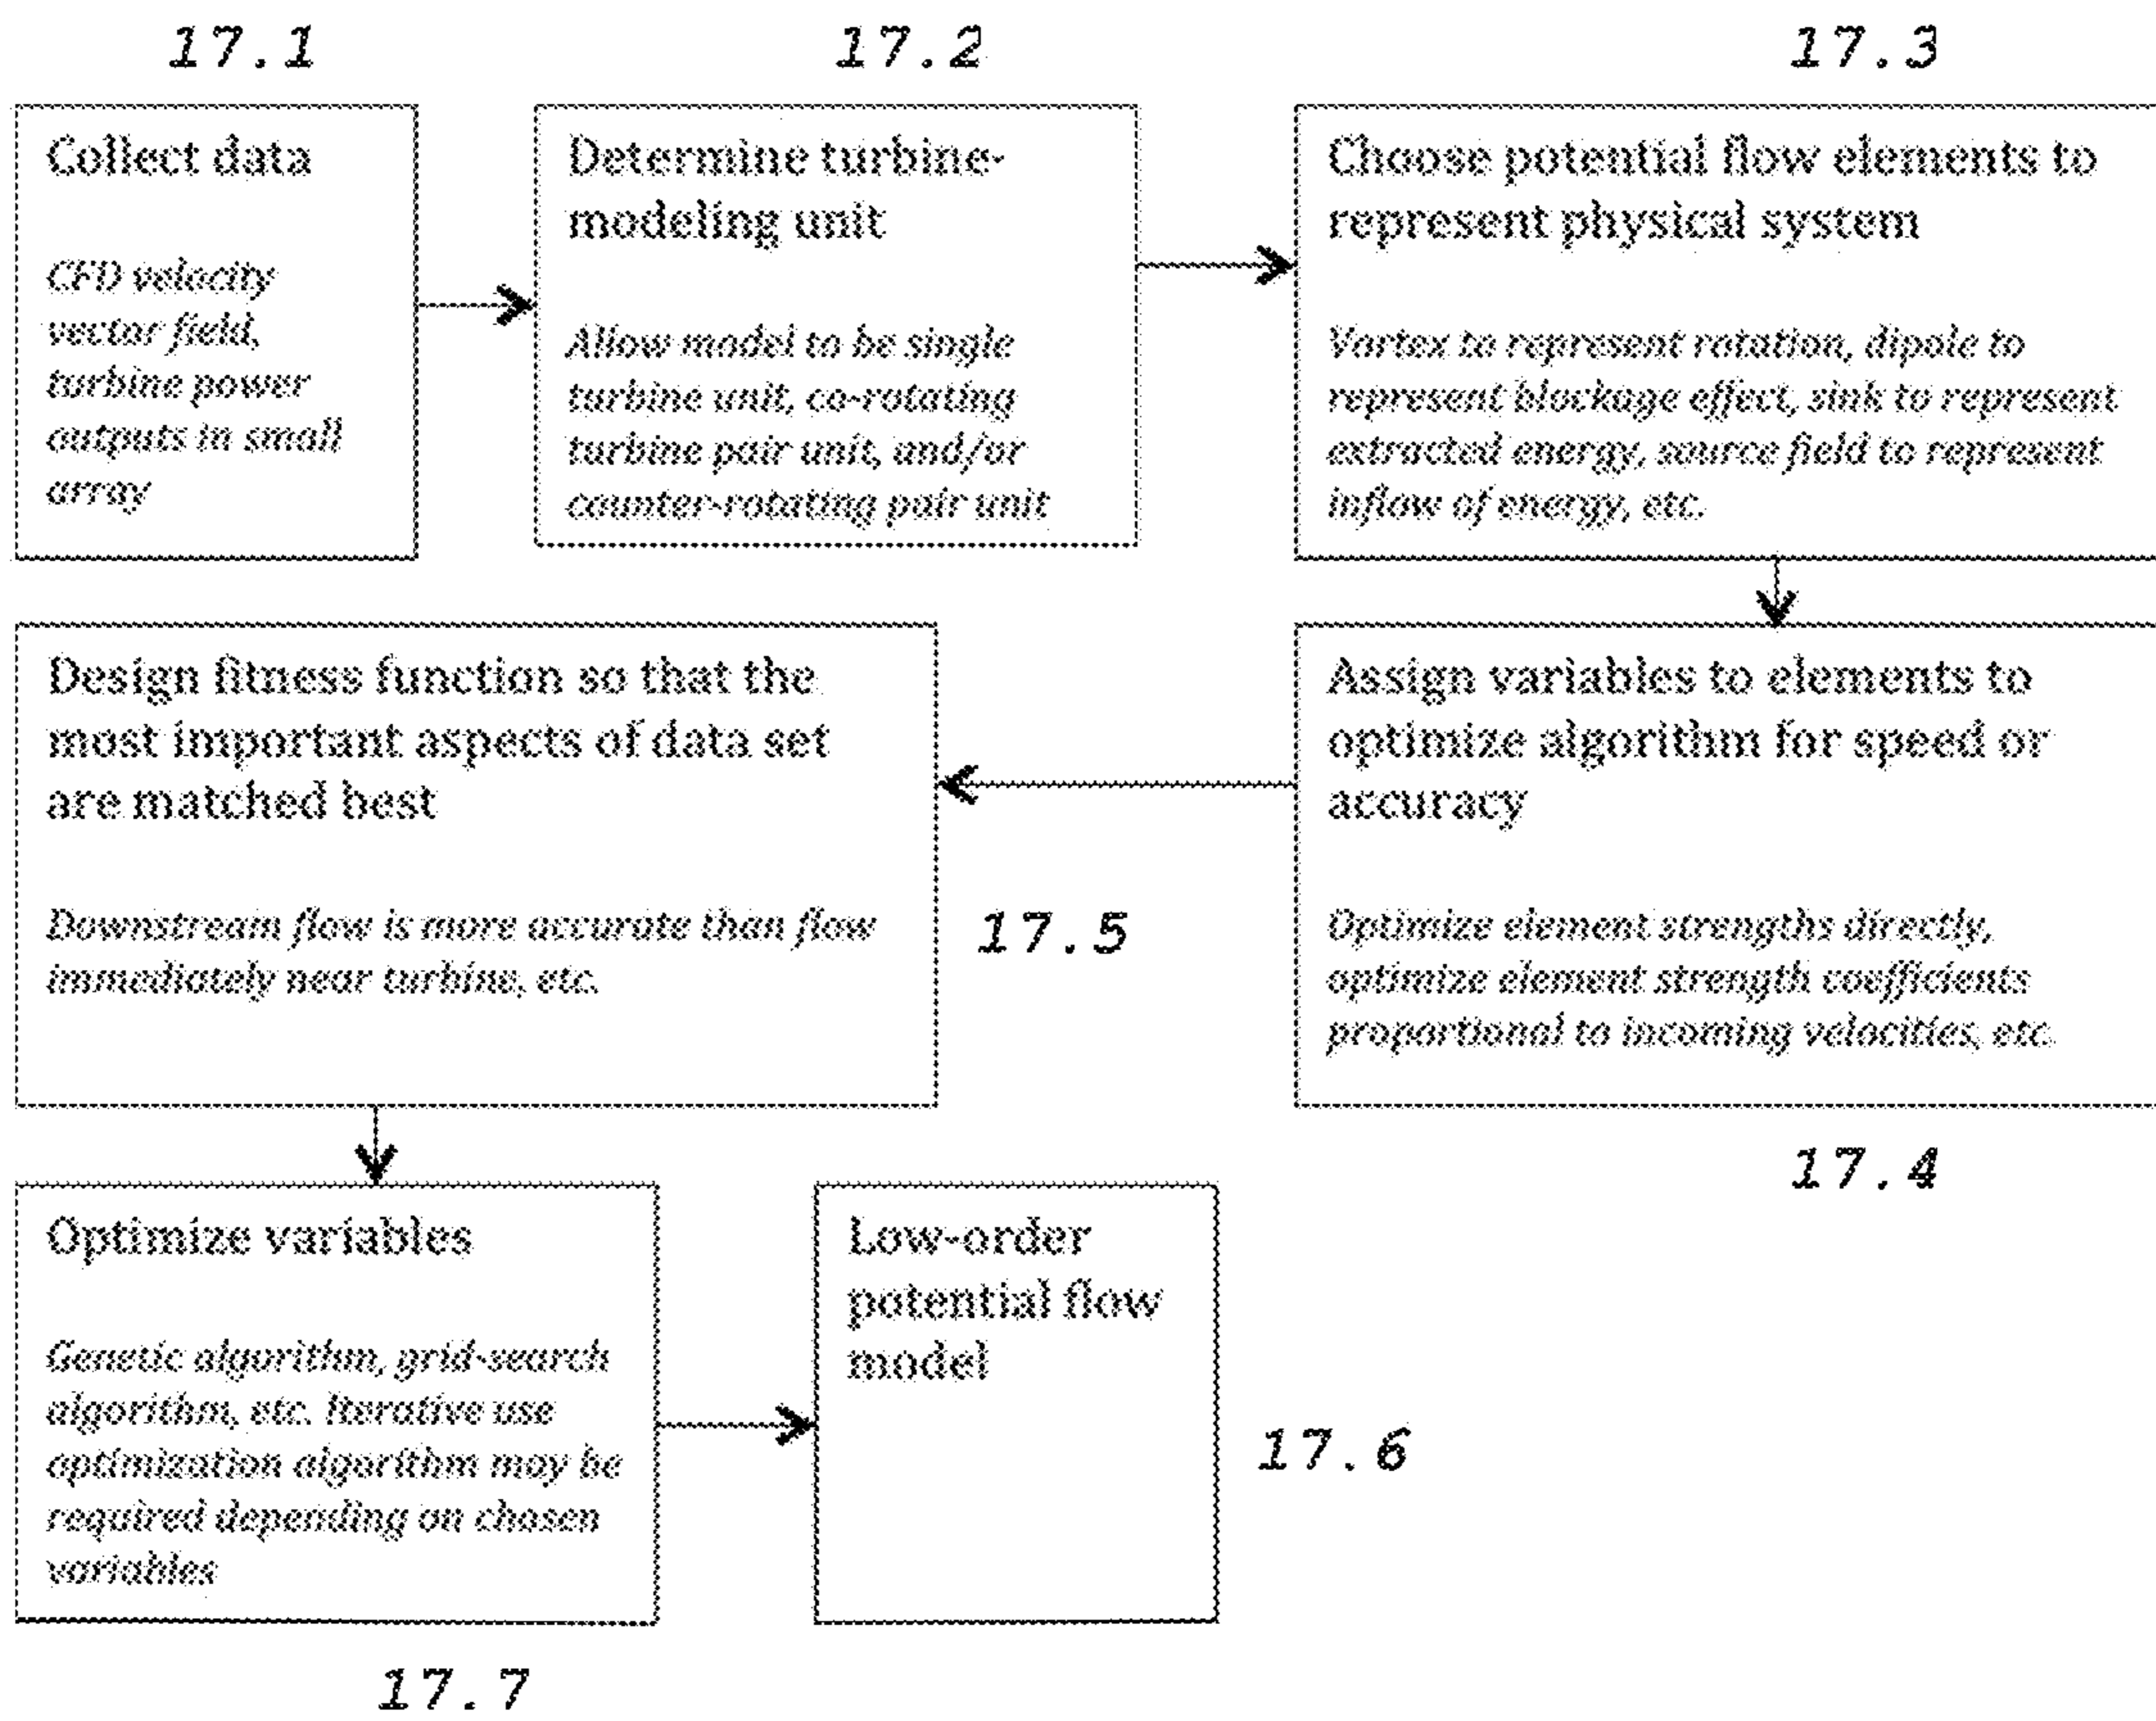 17.1
Collect data
CFD velocity
vector field,
turbine power
outputs in small
array
17.2
Determine turbine-
modeling unit
Allow model to be single
turbine unit, co-rotating
turbine pair unit, and/or
counter-rotating pair unit
17.3
Choose potential flow elements to
represent physical system
Vortex to represent rotation, dipole to
represent blockage effect, sink to represent
extracted energy, source field to represent
inflow of energy, etc.
Assign variables to elements to
optimize algorithm for speed or
accuracy
Optimize element strengths directly,
optimize element strength coefficients
proportional to incoming velocities, etc.
17.4
Design fitness function so that the
most important aspects of data set
are matched best
Downstream flow is more accurate than flow
immediately near turbine, etc.
17.5
Optimize variables
Genetic algorithm, grid-search
algorithm, etc. Iterative use
optimization algorithm may be
required depending on chosen
variables
17.7
Low-order
potential flow
model
17.6